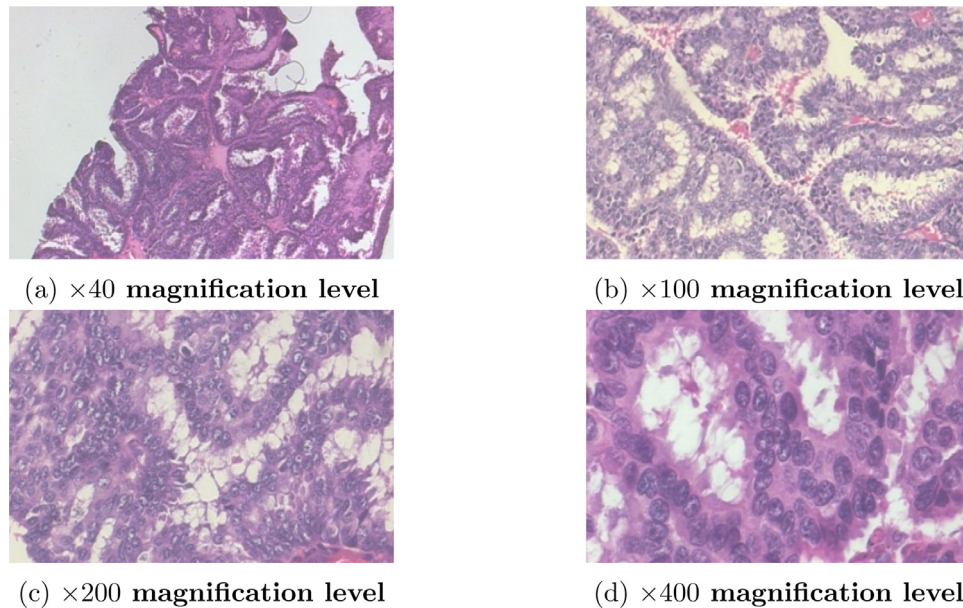 (a) ×40 magnification level
(b) ×100 magnification level
(c) ×200 magnification level
(d) ×400 magnification level